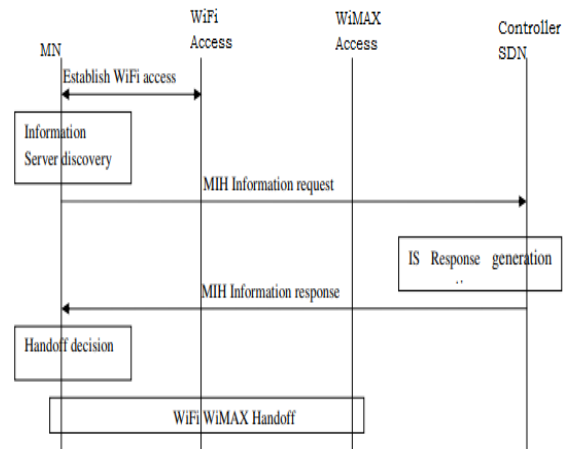 MN
WiFi
Access
WiMAX
Access
Controller
SDN
Establish WiFi access
Information
Server discovery
MIH Information request
IS Response generation
..
MIH Information response
Handoff decision
WiFi WiMAX Handoff